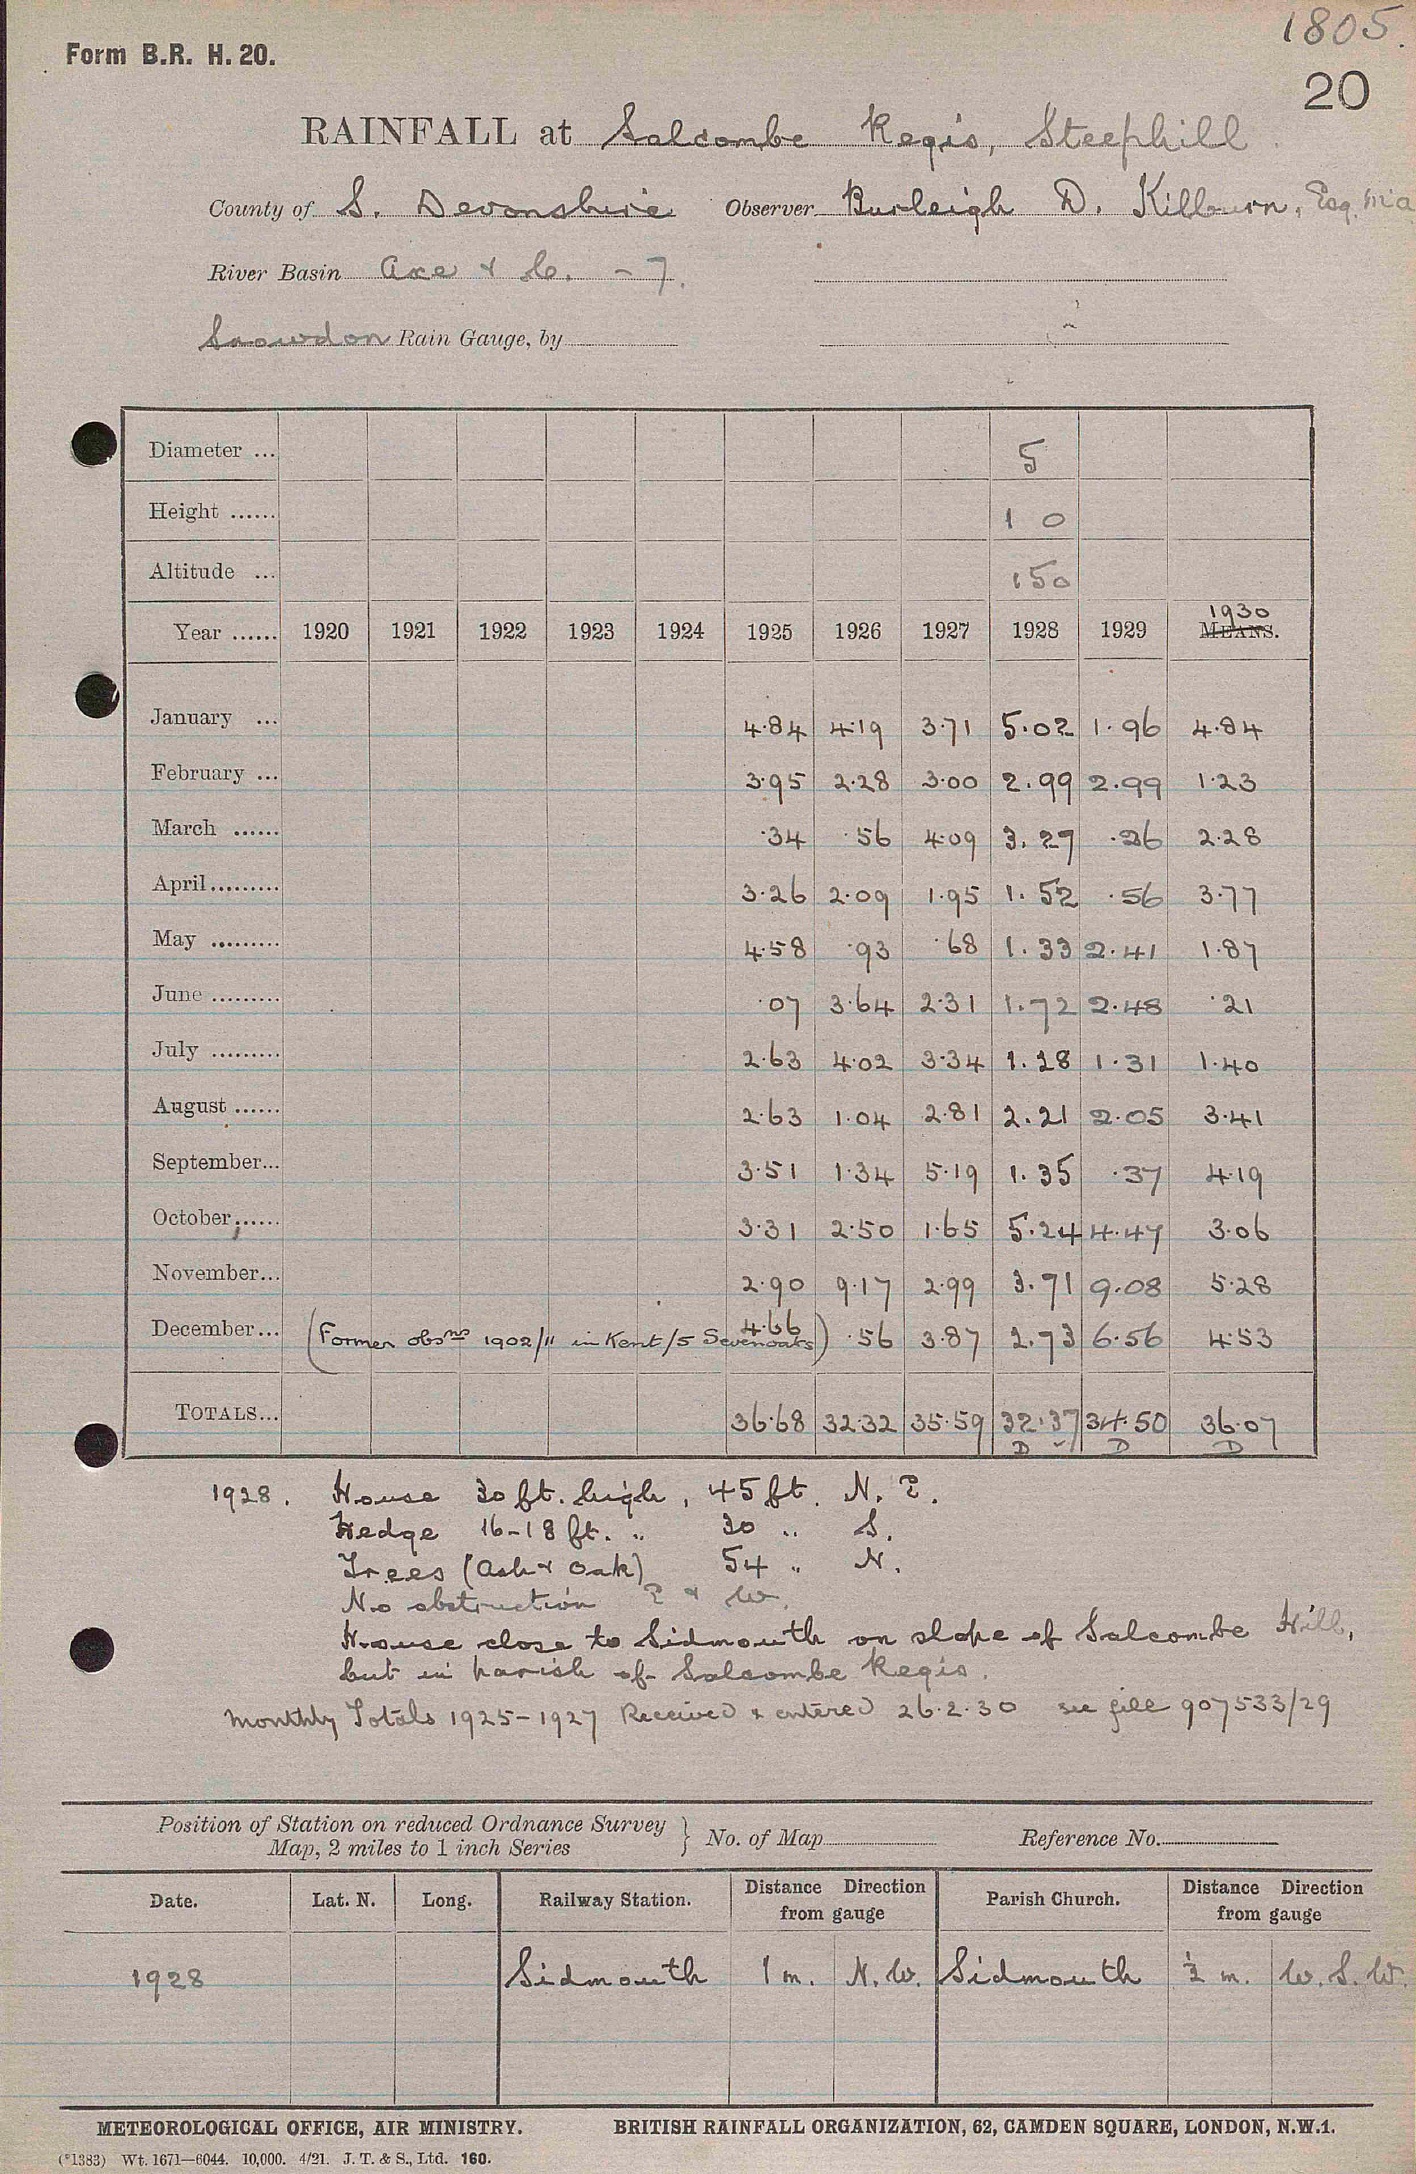 1805.
Form B.R. H. 20.
20
RAINFALL at Salcombe Regis, Steephill.
County of S. Devonshire Observer Burleigh D. Kilburn, Esq. M.A.
River Basin Axe & c. - 7.
Snowdon Rain Gauge, by
Diameter ... 5
Height ...... 1 0
Altitude ... 150
Year ...... 1920 1921 1922 1923 1924 1925 1926 1927 1928 1929 1930 MEANS.
January ... 4.84 4.19 3.71 5.02 1.96 4.84
February ... 3.95 2.28 3.00 2.99 2.99 1.23
March ...... .34 .56 4.09 3.27 .26 2.28
April ......... 3.26 2.09 1.95 1.52 .56 3.77
May ......... 4.58 .93 .68 1.33 2.41 1.87
June ......... .07 3.64 2.31 1.72 2.48 .21
July ......... 2.63 4.02 3.34 1.28 1.31 1.40
August ...... 2.63 1.04 2.81 2.21 2.05 3.41
September... 3.51 1.34 5.19 1.35 .37 4.19
October ...... 3.31 2.50 1.65 5.24 4.47 3.06
November... 2.90 9.17 2.99 3.71 9.08 5.28
December... (Former obsns 1902/11 in Kent/5 Sevenoaks) 4.66 .56 3.87 2.73 6.56 4.53
TOTALS... 36.68 32.32 35.59 32.37 34.50 36.07
D D D
1928. House 30 ft. high, 45 ft. N. E.
Hedge 16-18 ft. " 30 " S.
Trees (Ash & Oak) 54 " N.
No obstruction E & W.
House close to Sidmouth on slope of Salcombe Hill,
but in parish of Salcombe Regis.
Monthly Totals 1925-1927 Received & entered 26.2.30 see file 907533/29
Position of Station on reduced Ordnance Survey
Map, 2 miles to 1 inch Series } No. of Map Reference No.
Date. Lat. N. Long. Railway Station. Distance Direction from gauge Parish Church. Distance Direction from gauge
1928 Sidmouth 1 m. N. W. Sidmouth ½ m. W. S. W.
METEOROLOGICAL OFFICE, AIR MINISTRY. BRITISH RAINFALL ORGANIZATION, 62, CAMDEN SQUARE, LONDON, N.W.1.
(*1383) Wt. 1671—6044. 10,000. 4/21. J. T. & S., Ltd. 160.